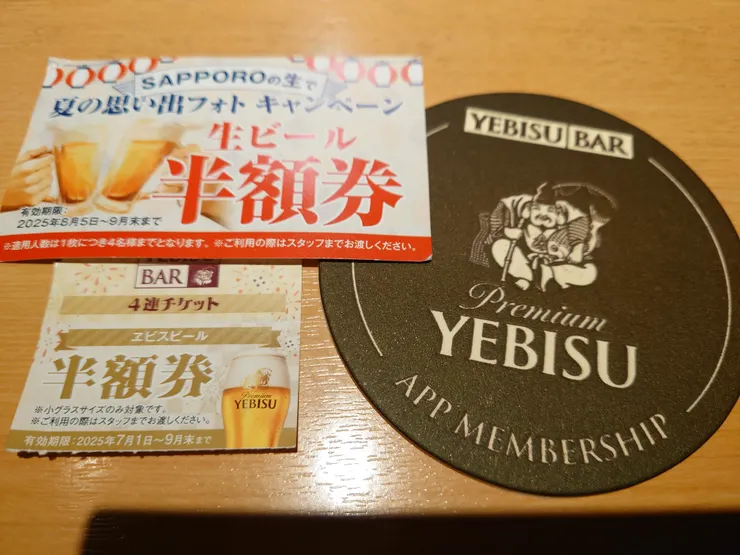 SAPPOROの生で
夏の思い出フォト キャンペーン
生ビール
半額券
有効期限:
2025年8月5日〜9月末まで
※適用人数は1枚につき4名様までとなります。※ご利用の際はスタッフまでお渡しください。
YEBISU
BAR
4連チケット
ヱビスビール
半額券
Premium
YEBISU
※小グラスサイズのみ対象です。
※ご利用の際はスタッフまでお渡しください。
有効期限:2025年7月1日〜9月末まで
YEBISU BAR
Premium
YEBISU
APP MEMBERSHIP